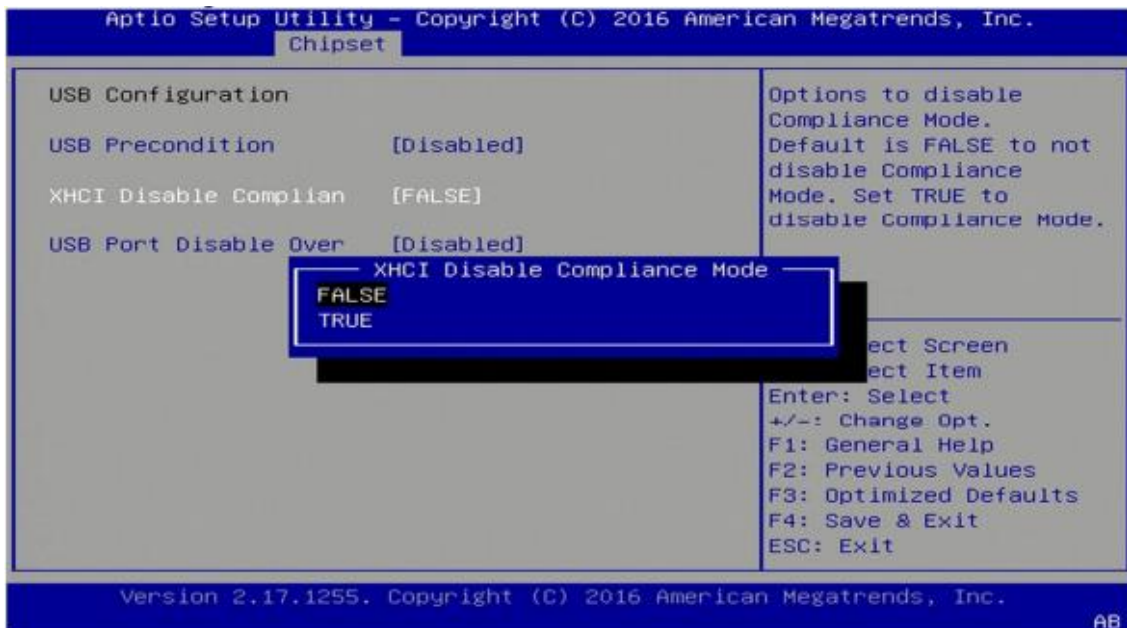 Aptio Setup Utility – Copyright (C) 2016 American Megatrends, Inc.
Chipset
USB Configuration
USB Precondition [Disabled]
XHCI Disable Complian [FALSE]
USB Port Disable Over [Disabled]
Options to disable
Compliance Mode.
Default is FALSE to not
disable Compliance
Mode. Set TRUE to
disable Compliance Mode.
XHCI Disable Compliance Mode
FALSE
TRUE
ect Screen
ect Item
Enter: Select
+/-: Change Opt.
F1: General Help
F2: Previous Values
F3: Optimized Defaults
F4: Save & Exit
ESC: Exit
Version 2.17.1255. Copyright (C) 2016 American Megatrends, Inc.
AB